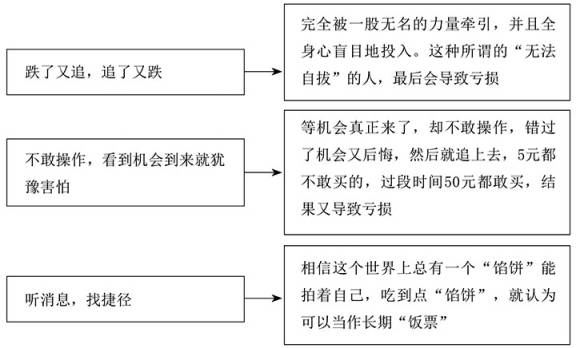 跌了又追，追了又跌
完全被一股无名的力量牵引，并且全
身心盲目地投入。这种所谓的“无法
自拔”的人，最后会导致亏损
不敢操作，看到机会到来就犹
豫害怕
等机会真正来了，却不敢操作，错过
了机会又后悔，然后就追上去，5元都
不敢买的，过段时间50元都敢买，结
果又导致亏损
听消息，找捷径
相信这个世界上总有一个“馅饼”能
拍着自己，吃到点“馅饼”，就认为
可以当作长期“饭票”